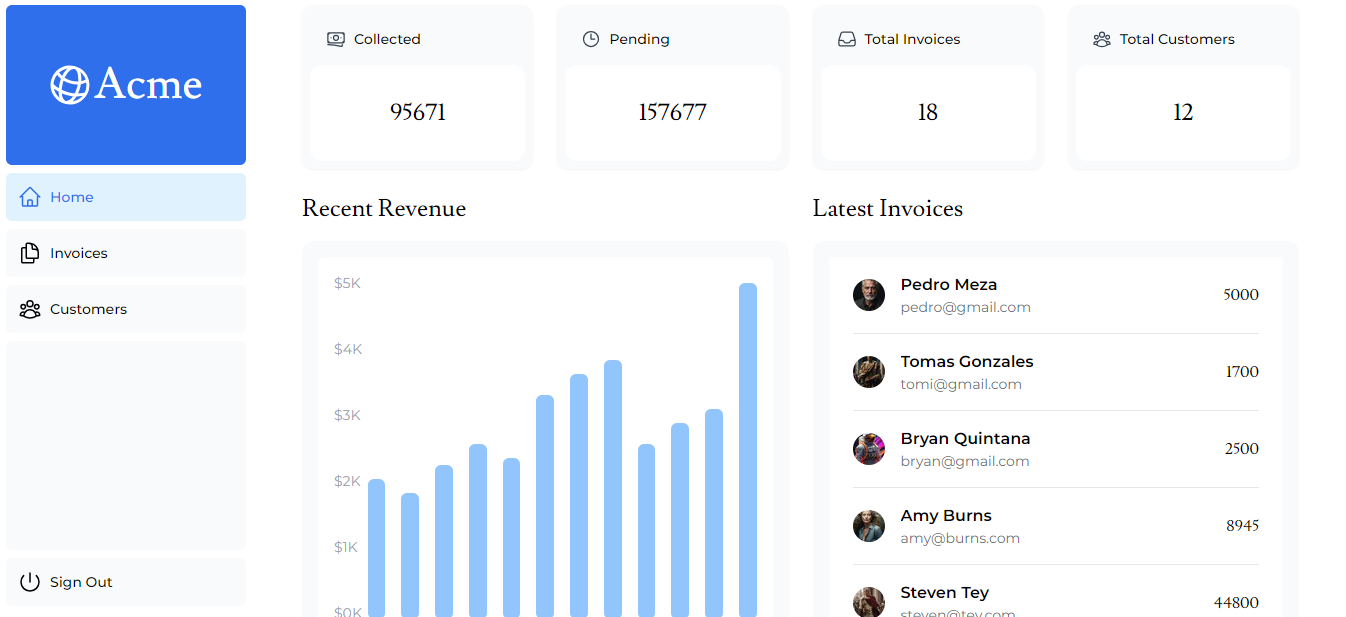 Acme
Home
Invoices
Customers
Sign Out
Collected
95671
Pending
157677
Total Invoices
18
Total Customers
12
Recent Revenue
$5K
$4K
$3K
$2K
$1K
$0K
Latest Invoices
Pedro Meza
pedro@gmail.com
5000
Tomas Gonzales
tomi@gmail.com
1700
Bryan Quintana
bryan@gmail.com
2500
Amy Burns
amy@burns.com
8945
Steven Tey
steven@tey.com
44800